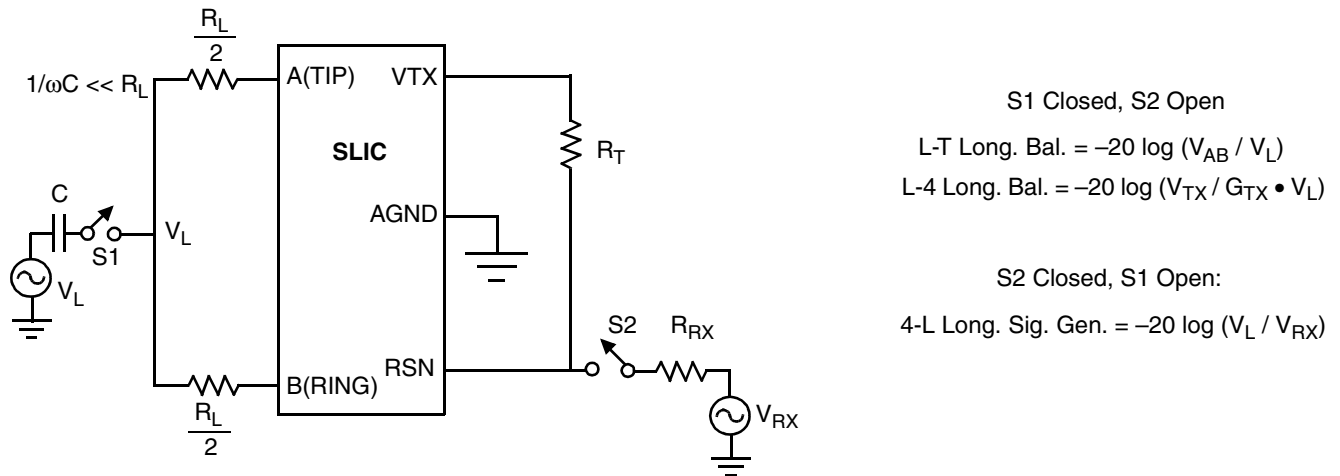 R_L
2
1/ωC << R_L
A(TIP)
VTX
SLIC
R_T
C
S1
V_L
V_L
AGND
S2
R_RX
RSN
B(RING)
R_L
2
V_RX
S1 Closed, S2 Open
L-T Long. Bal. = –20 log (V_AB / V_L)
L-4 Long. Bal. = –20 log (V_TX / G_TX • V_L)
S2 Closed, S1 Open:
4-L Long. Sig. Gen. = –20 log (V_L / V_RX)